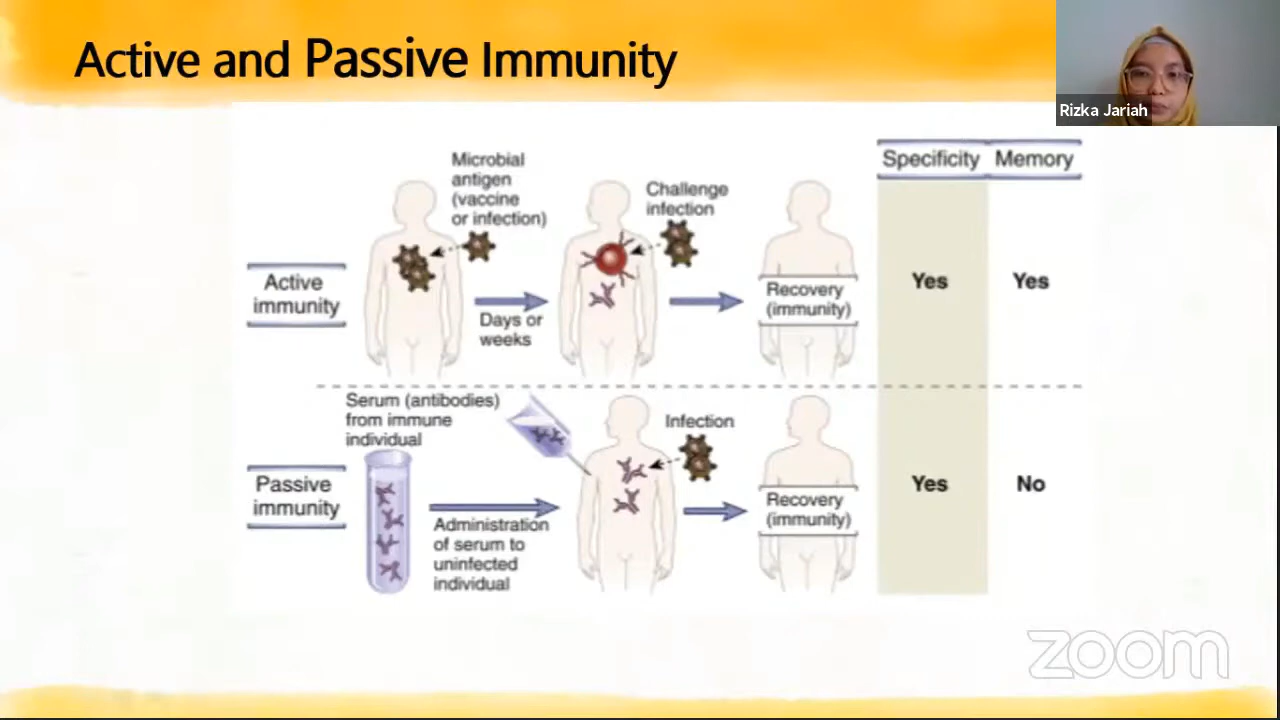 Active and Passive Immunity
Rizka Jariah
Specificity Memory
Microbial
antigen
(vaccine
or infection)
Challenge
infection
Active
immunity
Days or
weeks
Recovery
(immunity)
Yes
Yes
Serum (antibodies)
from immune
individual
Infection
Passive
immunity
Administration
of serum to
uninfected
individual
Recovery
(immunity)
Yes
No
zoom